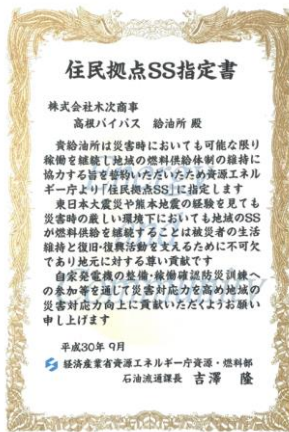 住民拠点SS指定書
株式会社木次商事
高根バイパス　給油所 殿
貴給油所は災害時においても可能な限り
稼働を継続し地域の燃料供給体制の維持に
協力する旨を誓約いただいたため資源エネル
ギー庁より「住民拠点SS」に指定します
東日本大震災や熊本地震の経験を見ても
災害時の厳しい環境下においても地域のSS
が燃料供給を継続することは被災者の生活
維持と復旧・復興活動を支えるために不可欠
であり地元に対する尊い貢献です
自家発電機の整備・稼働確認防災訓練へ
の参加等を通じて災害対応力を高め地域の
災害対応力向上に貢献いただくようお願い
申し上げます
平成30年 9月
経済産業省資源エネルギー庁資源・燃料部
石油流通課長 吉澤 隆